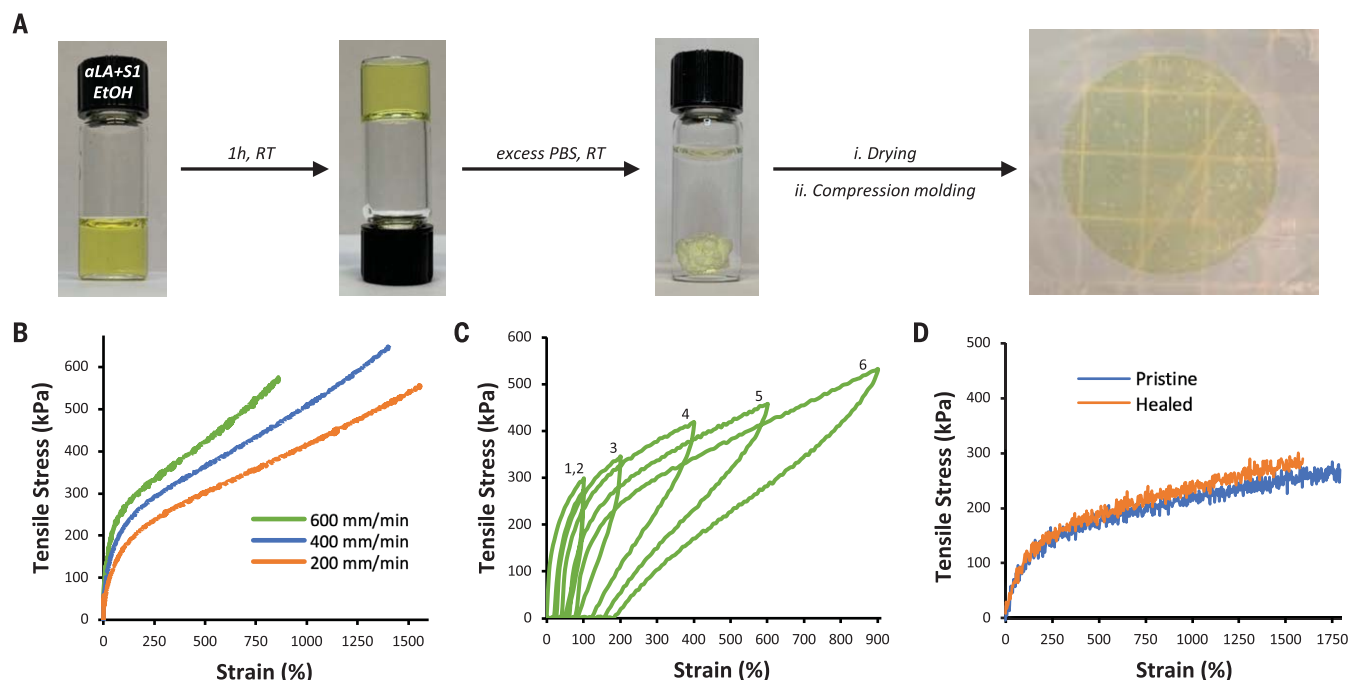 A
αLA+S1
EtOH
1h, RT
excess PBS, RT
i. Drying
ii. Compression molding
B
Tensile Stress (kPa)
600
500
400
300
200
100
0
600 mm/min
400 mm/min
200 mm/min
0 250 500 750 1000 1250 1500
Strain (%)
C
Tensile Stress (kPa)
600
500
400
300
200
100
0
1,2
3
4
5
6
0 100 200 300 400 500 600 700 800 900
Strain (%)
D
Tensile Stress (kPa)
500
400
300
200
100
0
Pristine
Healed
0 250 500 750 1000 1250 1500 1750
Strain (%)